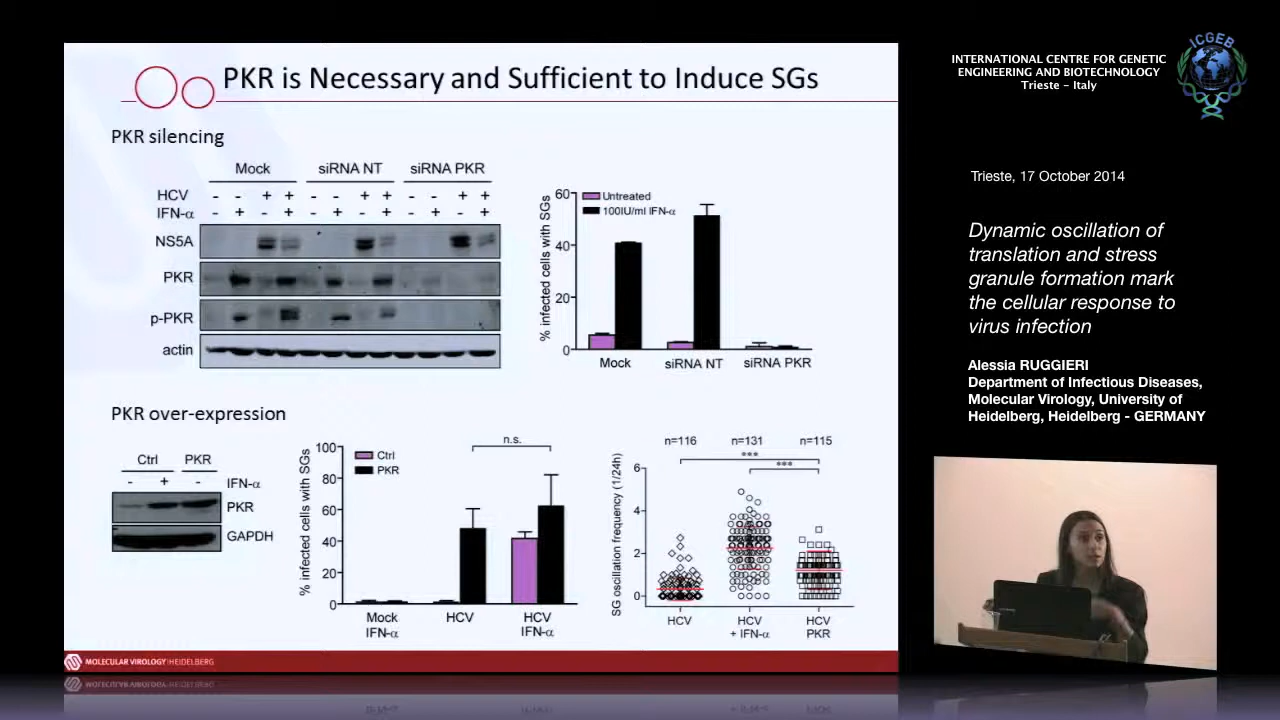 PKR is Necessary and Sufficient to Induce SGs
PKR silencing
Mock siRNA NT siRNA PKR
HCV - - + + - - + + - - + +
IFN-α - + - + - + - + - + - +
NS5A
PKR
p-PKR
actin
% infected cells with SGs
60
40
20
0
Untreated
100IU/ml IFN-α
Mock siRNA NT siRNA PKR
PKR over-expression
Ctrl PKR
- + - IFN-α
PKR
GAPDH
% infected cells with SGs
100
80
60
40
20
0
Ctrl
PKR
n.s.
Mock HCV HCV
IFN-α IFN-α
SG oscillation frequency (1/24h)
n=116 n=131 n=115
***
***
6
4
2
0
HCV HCV HCV
+ IFN-α PKR
MOLECULAR VIROLOGY HEIDELBERG
INTERNATIONAL CENTRE FOR GENETIC
ENGINEERING AND BIOTECHNOLOGY
Trieste - Italy
ICGEB
Trieste, 17 October 2014
Dynamic oscillation of
translation and stress
granule formation mark
the cellular response to
virus infection
Alessia RUGGIERI
Department of Infectious Diseases,
Molecular Virology, University of
Heidelberg, Heidelberg - GERMANY